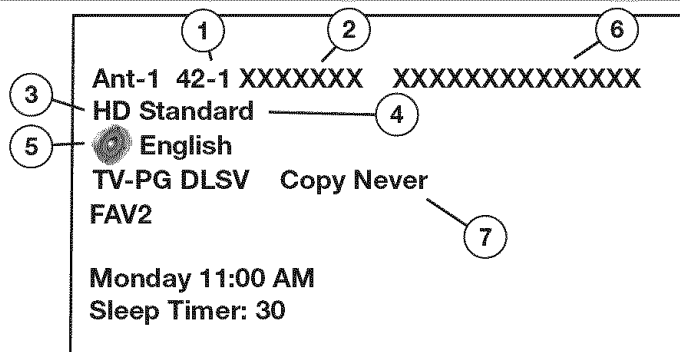 1 2 6
Ant-1 42-1 XXXXXXX XXXXXXXXXXXXXX
3 HD Standard 4
5 English
TV-PG DLSV Copy Never
FAV2 7
Monday 11:00 AM
Sleep Timer: 30